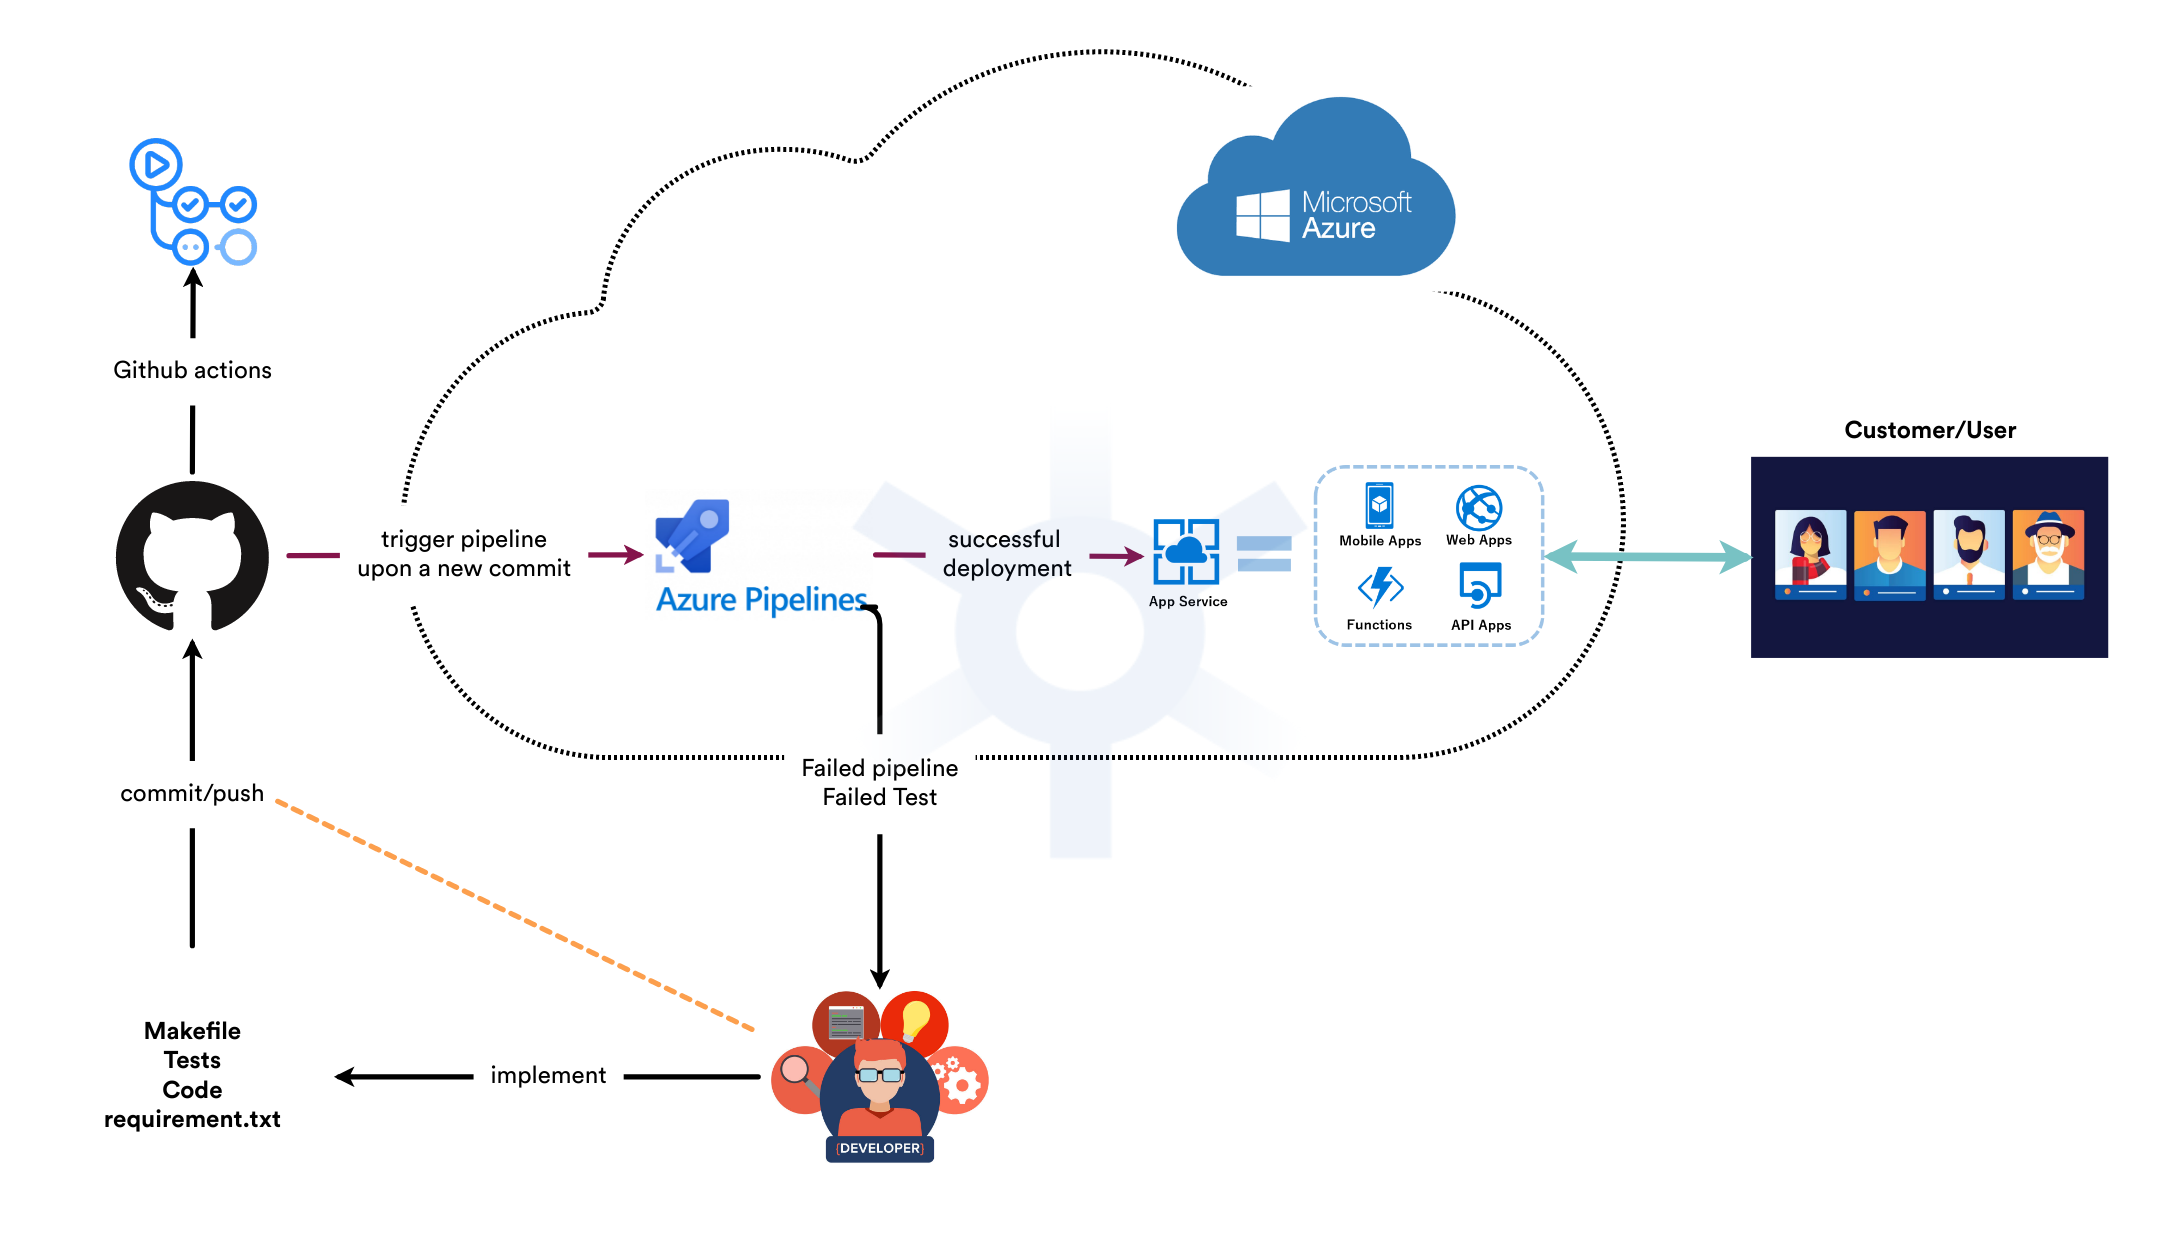 Microsoft
Azure
Github actions
Customer/User
trigger pipeline
upon a new commit
Azure Pipelines
successful
deployment
App Service
Mobile Apps
Web Apps
Functions
API Apps
Failed pipeline
Failed Test
commit/push
Makefile
Tests
Code
requirement.txt
implement
{DEVELOPER}